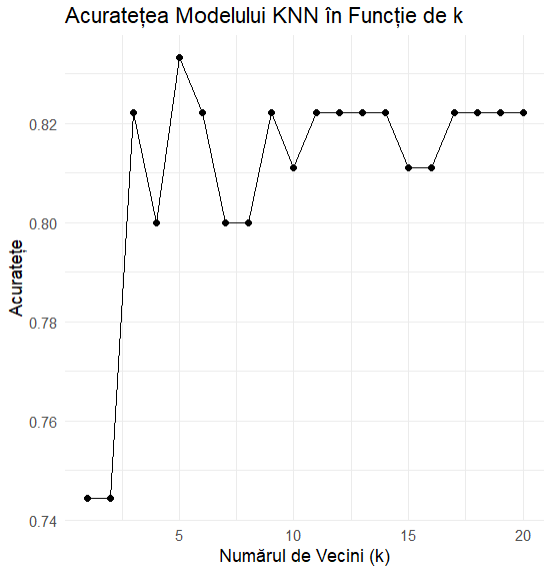 Acuratețea Modelului KNN în Funcție de k
0.82
0.80
0.78
0.76
0.74
Acuratețe
5 10 15 20
Numărul de Vecini (k)